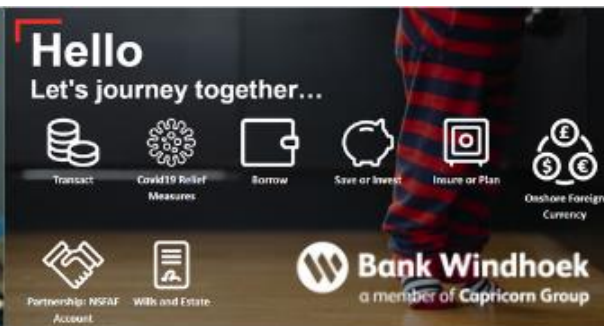 Hello
Let's journey together...
Transact
Covid19 Relief
Measures
Borrow
Save or Invest
Insure or Plan
Onshore Foreign
Currency
Partnership: NSFAF
Account
Wills and Estate
Bank Windhoek
a member of Capricorn Group